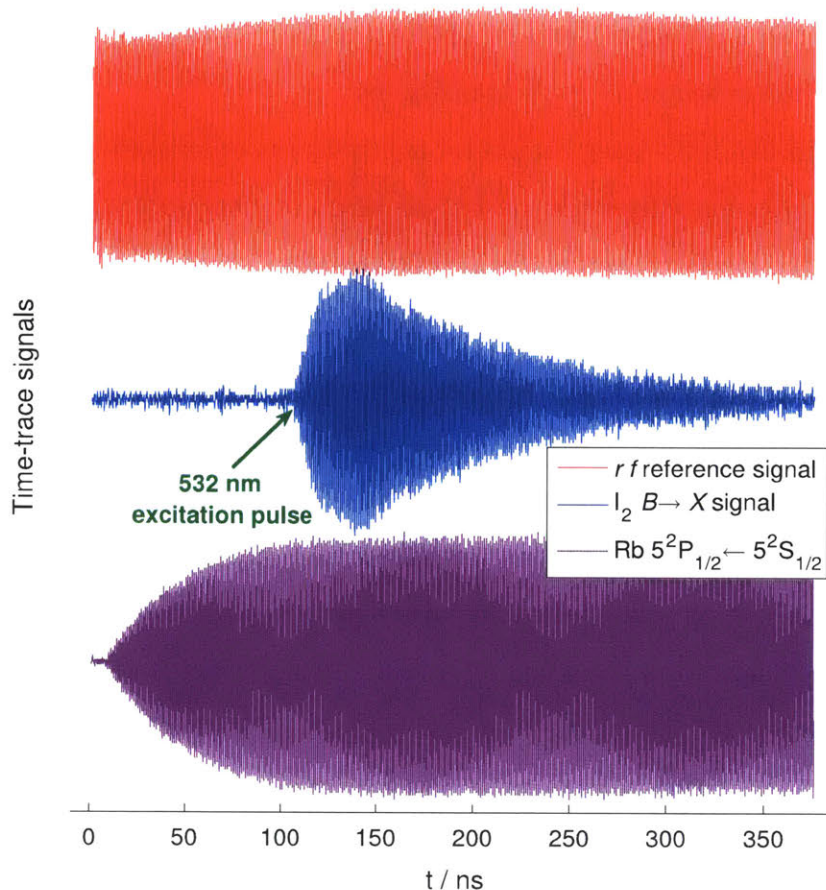 Time-trace signals
532 nm
excitation pulse
r f reference signal
I₂ B→ X signal
Rb 5²P₁/₂← 5²S₁/₂
0 50 100 150 200 250 300 350
t / ns